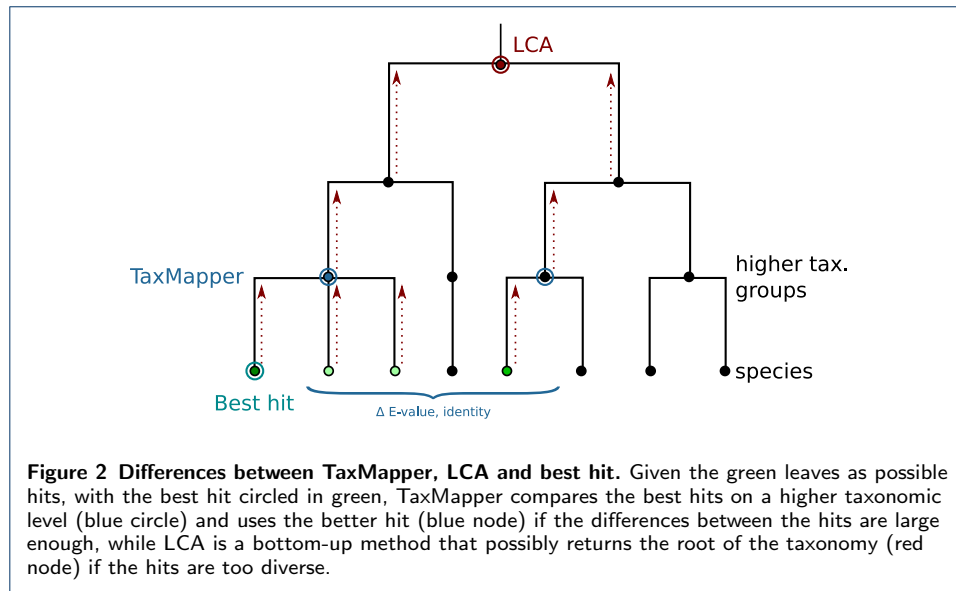 LCA
TaxMapper
higher tax.
groups
species
Best hit
Δ E-value, identity
Figure 2 Differences between TaxMapper, LCA and best hit. Given the green leaves as possible
hits, with the best hit circled in green, TaxMapper compares the best hits on a higher taxonomic
level (blue circle) and uses the better hit (blue node) if the differences between the hits are large
enough, while LCA is a bottom-up method that possibly returns the root of the taxonomy (red
node) if the hits are too diverse.